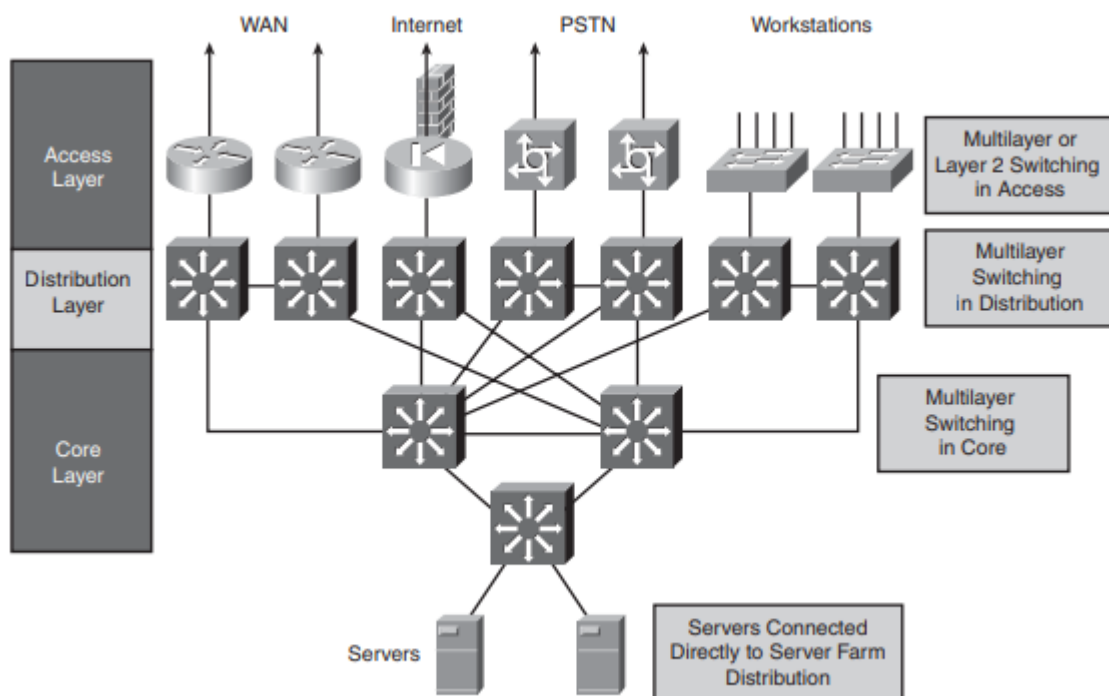 WAN
Internet
PSTN
Workstations
Access
Layer
Multilayer or
Layer 2 Switching
in Access
Distribution
Layer
Multilayer
Switching
in Distribution
Core
Layer
Multilayer
Switching
in Core
Servers
Servers Connected
Directly to Server Farm
Distribution